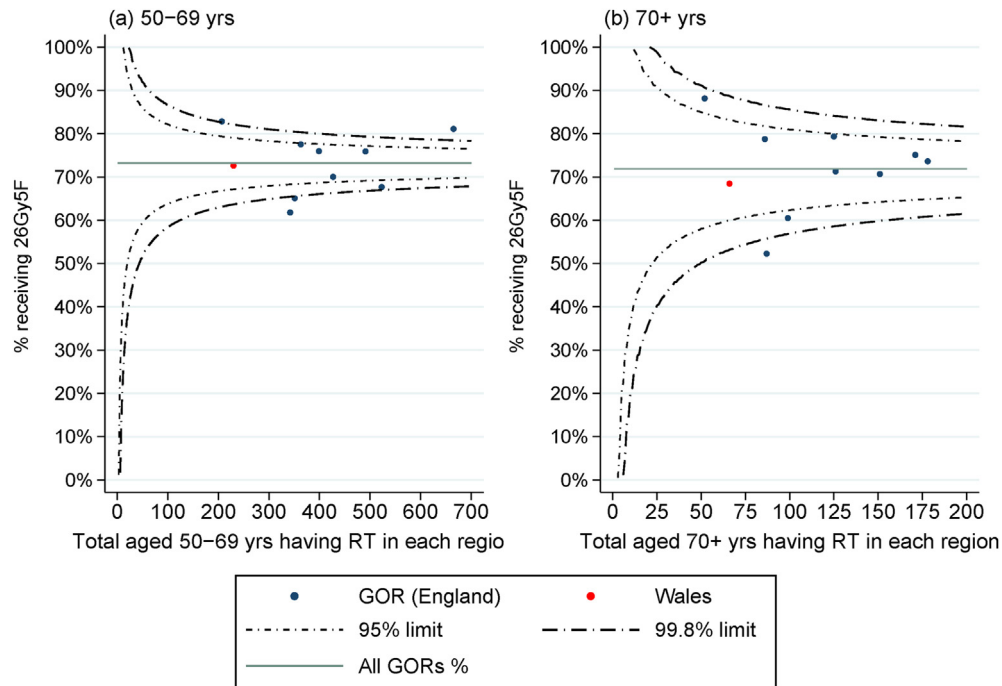 (a) 50−69 yrs
100%
90%
80%
70%
60%
50%
40%
30%
20%
10%
0%
% receiving 26Gy5F
0 100 200 300 400 500 600 700
Total aged 50−69 yrs having RT in each regio
(b) 70+ yrs
100%
90%
80%
70%
60%
50%
40%
30%
20%
10%
0%
% receiving 26Gy5F
0 25 50 75 100 125 150 175 200
Total aged 70+ yrs having RT in each region
GOR (England) Wales
95% limit 99.8% limit
All GORs %